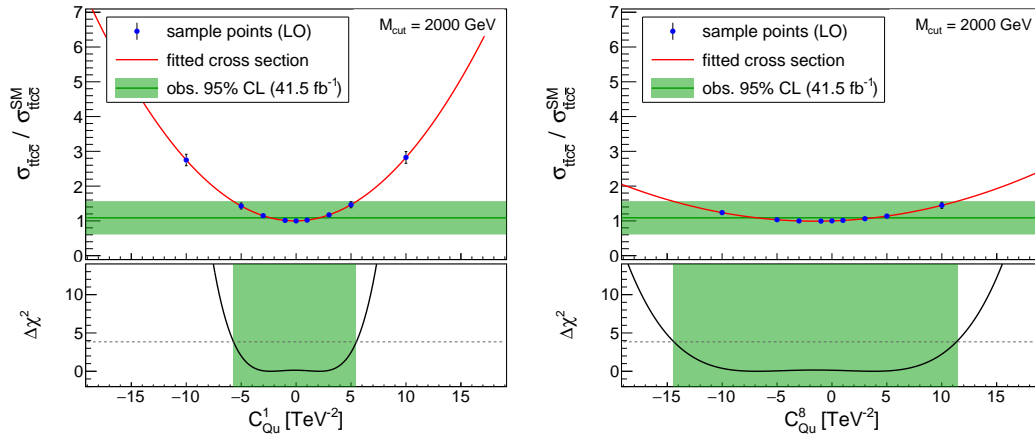 M_cut = 2000 GeV
sample points (LO)
fitted cross section
obs. 95% CL (41.5 fb⁻¹)
σ_tt̄cc̄ / σ^SM_tt̄cc̄
7
6
5
4
3
2
1
0
Δχ²
10
5
0
−15 −10 −5 0 5 10 15
C¹_Qu [TeV⁻²]
M_cut = 2000 GeV
sample points (LO)
fitted cross section
obs. 95% CL (41.5 fb⁻¹)
σ_tt̄cc̄ / σ^SM_tt̄cc̄
7
6
5
4
3
2
1
0
Δχ²
10
5
0
−15 −10 −5 0 5 10 15
C⁸_Qu [TeV⁻²]